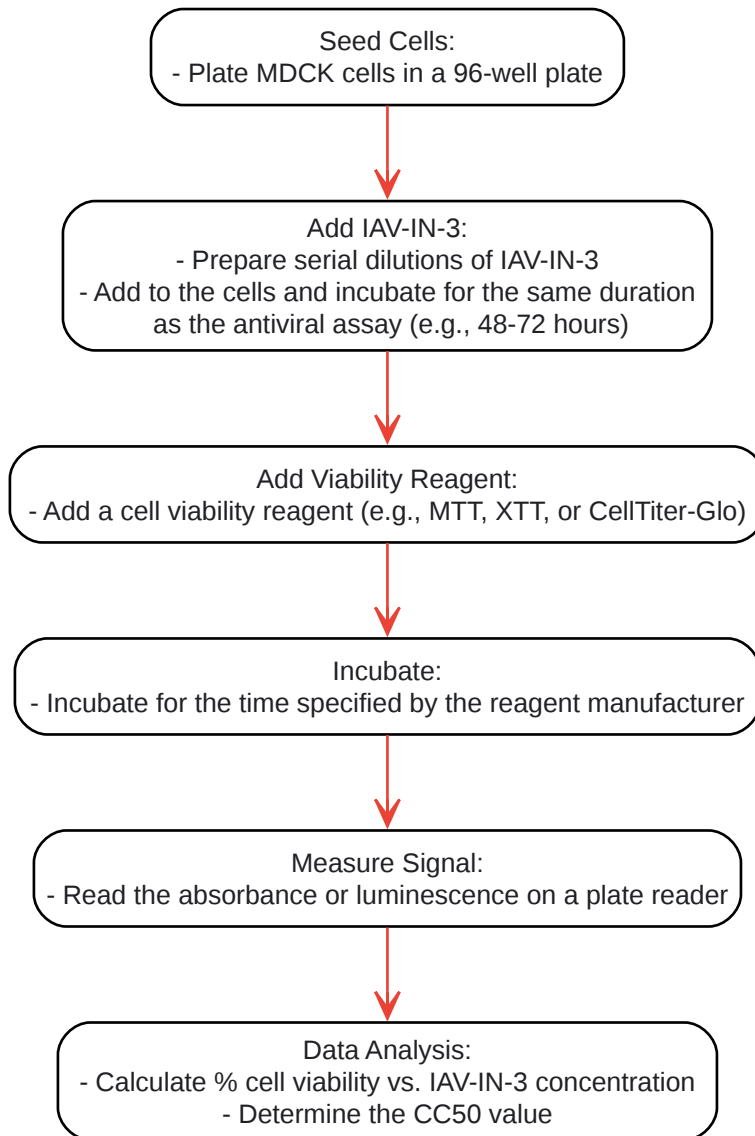 Seed Cells:
- Plate MDCK cells in a 96-well plate
Add IAV-IN-3:
- Prepare serial dilutions of IAV-IN-3
- Add to the cells and incubate for the same duration
as the antiviral assay (e.g., 48-72 hours)
Add Viability Reagent:
- Add a cell viability reagent (e.g., MTT, XTT, or CellTiter-Glo)
Incubate:
- Incubate for the time specified by the reagent manufacturer
Measure Signal:
- Read the absorbance or luminescence on a plate reader
Data Analysis:
- Calculate % cell viability vs. IAV-IN-3 concentration
- Determine the CC50 value